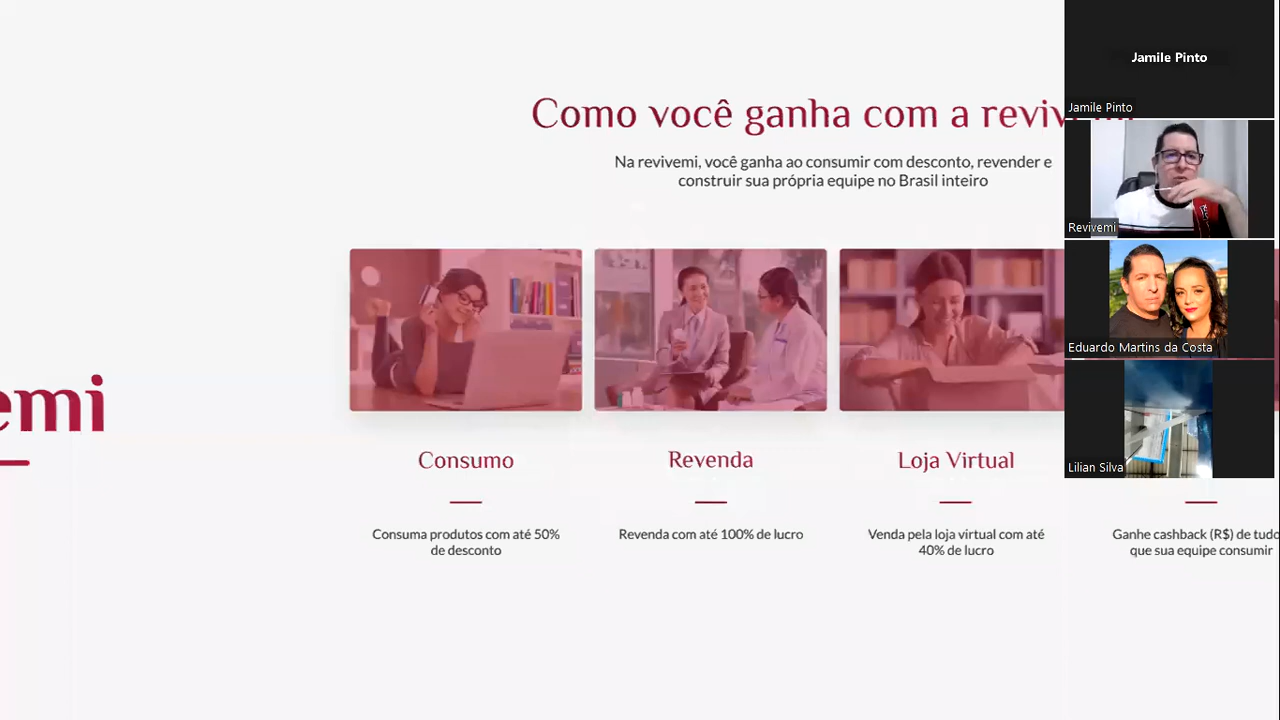 Como você ganha com a revivemi
Na revivemi, você ganha ao consumir com desconto, revender e
construir sua própria equipe no Brasil inteiro
emi
Consumo
Revenda
Loja Virtual
Consuma produtos com até 50%
de desconto
Revenda com até 100% de lucro
Venda pela loja virtual com até
40% de lucro
Ganhe cashback (R$) de tudo
que sua equipe consumir
Jamile Pinto
Jamile Pinto
Revivemi
Eduardo Martins da Costa
Lilian Silva